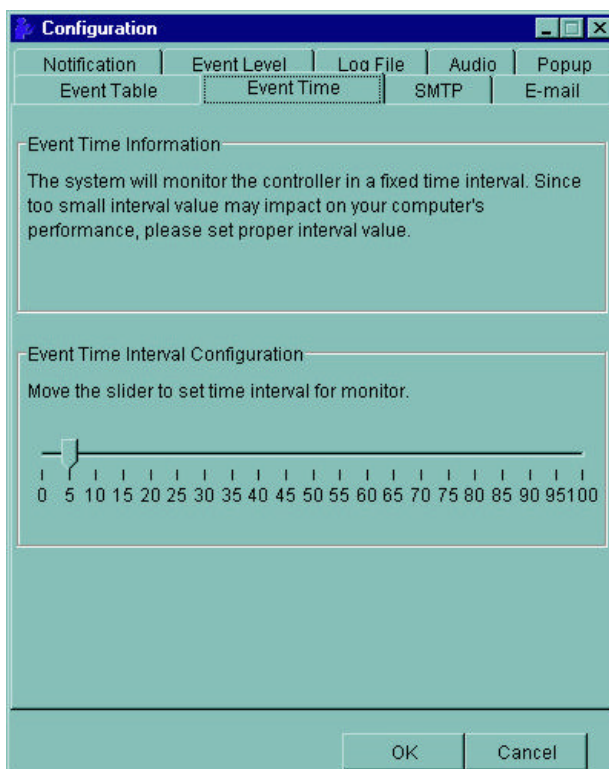 Configuration
Notification Event Level Log File Audio Popup
Event Table Event Time SMTP E-mail
Event Time Information
The system will monitor the controller in a fixed time interval. Since
too small interval value may impact on your computer's
performance, please set proper interval value.
Event Time Interval Configuration
Move the slider to set time interval for monitor.
0 5 10 15 20 25 30 35 40 45 50 55 60 65 70 75 80 85 90 95 100
OK Cancel